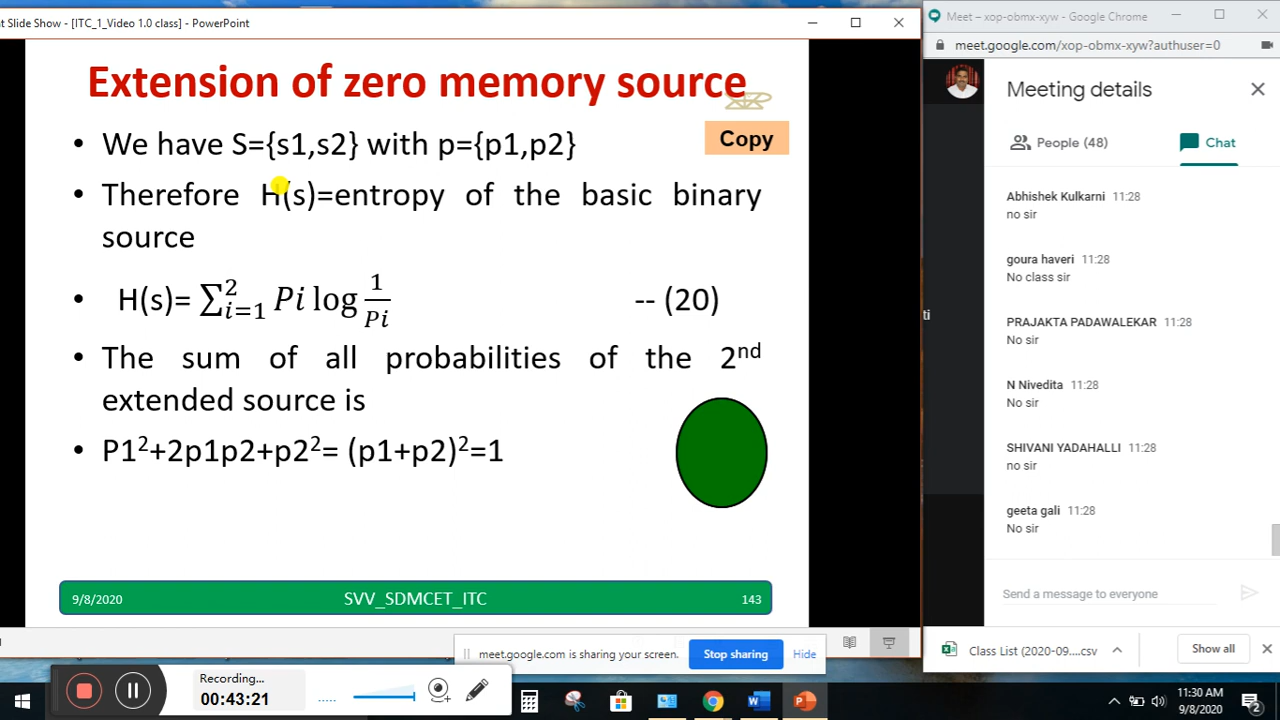 t Slide Show - [ITC_1_Video 1.0 class] - PowerPoint
Extension of zero memory source
Copy
• We have S={s1,s2} with p={p1,p2}
• Therefore H(s)=entropy of the basic binary
source
• H(s)= ∑²ᵢ₌₁ Pi log 1/Pi -- (20)
• The sum of all probabilities of the 2nd
extended source is
• P1²+2p1p2+p2²= (p1+p2)²=1
9/8/2020 SVV_SDMCET_ITC 143
meet.google.com is sharing your screen. Stop sharing Hide
Recording...
00:43:21
Meet – xop-obmx-xyw - Google Chrome
meet.google.com/xop-obmx-xyw?authuser=0
Meeting details
People (48) Chat
Abhishek Kulkarni 11:28
no sir
goura haveri 11:28
No class sir
ti
PRAJAKTA PADAWALEKAR 11:28
No sir
N Nivedita 11:28
No sir
SHIVANI YADAHALLI 11:28
no sir
geeta gali 11:28
No sir
Send a message to everyone
Class List (2020-09....csv Show all
11:30 AM
9/8/2020
2